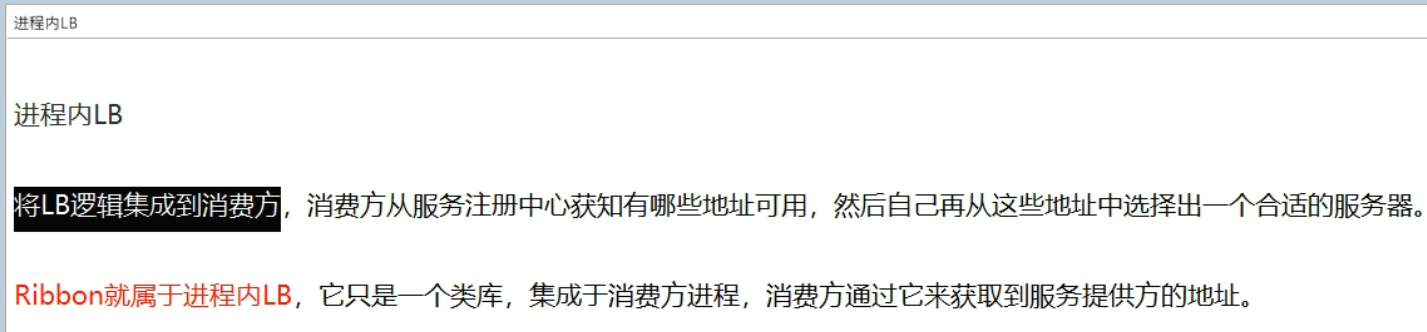 进程内LB
进程内LB
将LB逻辑集成到消费方，消费方从服务注册中心获知有哪些地址可用，然后自己再从这些地址中选择出一个合适的服务器。
Ribbon就属于进程内LB，它只是一个类库，集成于消费方进程，消费方通过它来获取到服务提供方的地址。